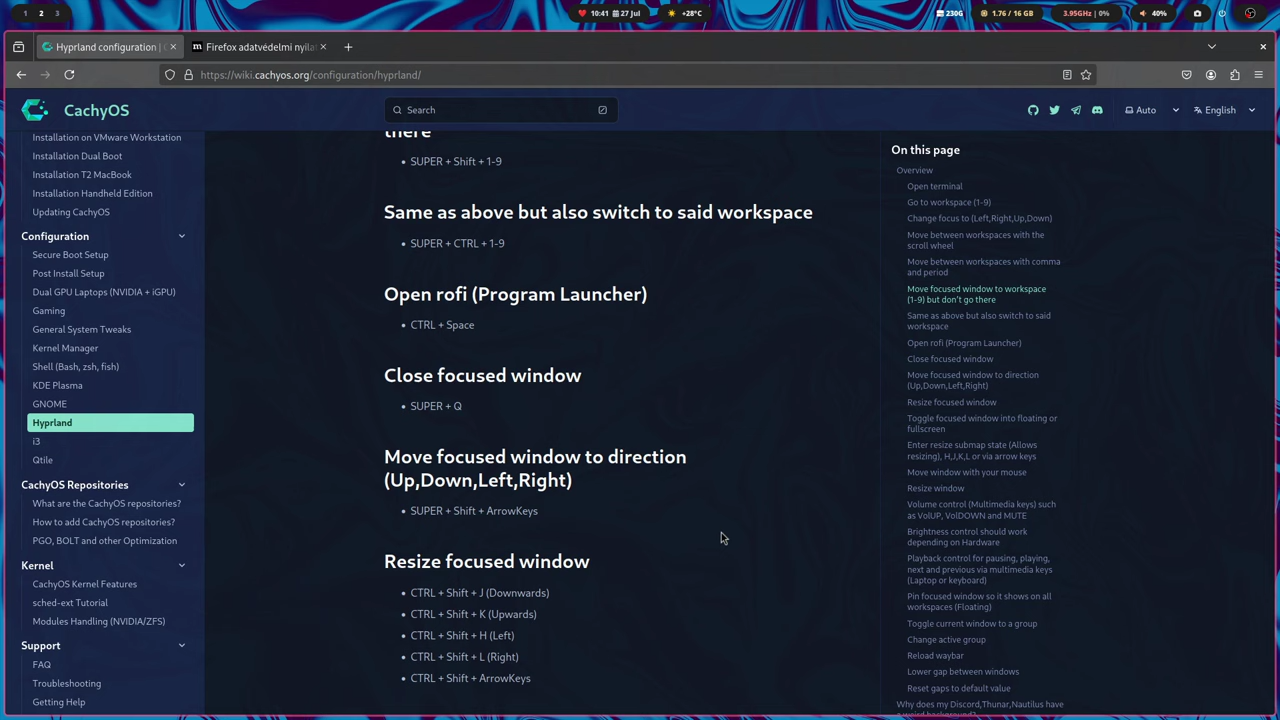 1 2 3
10:41 27 Jul
+28°C
230G
1.76 / 16 GB
3.95GHz | 0%
40%
Hyprland configuration |
Firefox adatvédelmi nyila
https://wiki.cachyos.org/configuration/hyprland/
CachyOS
Search
Auto
English
Installation on VMware Workstation
Installation Dual Boot
Installation T2 MacBook
Installation Handheld Edition
Updating CachyOS
Configuration
Secure Boot Setup
Post Install Setup
Dual GPU Laptops (NVIDIA + iGPU)
Gaming
General System Tweaks
Kernel Manager
Shell (Bash, zsh, fish)
KDE Plasma
GNOME
Hyprland
i3
Qtile
CachyOS Repositories
What are the CachyOS repositories?
How to add CachyOS repositories?
PGO, BOLT and other Optimization
Kernel
CachyOS Kernel Features
sched-ext Tutorial
Modules Handling (NVIDIA/ZFS)
Support
FAQ
Troubleshooting
Getting Help
there
SUPER + Shift + 1-9
Same as above but also switch to said workspace
SUPER + CTRL + 1-9
Open rofi (Program Launcher)
CTRL + Space
Close focused window
SUPER + Q
Move focused window to direction
(Up,Down,Left,Right)
SUPER + Shift + ArrowKeys
Resize focused window
CTRL + Shift + J (Downwards)
CTRL + Shift + K (Upwards)
CTRL + Shift + H (Left)
CTRL + Shift + L (Right)
CTRL + Shift + ArrowKeys
On this page
Overview
Open terminal
Go to workspace (1-9)
Change focus to (Left,Right,Up,Down)
Move between workspaces with the
scroll wheel
Move between workspaces with comma
and period
Move focused window to workspace
(1-9) but don't go there
Same as above but also switch to said
workspace
Open rofi (Program Launcher)
Close focused window
Move focused window to direction
(Up,Down,Left,Right)
Resize focused window
Toggle focused window into floating or
fullscreen
Enter resize submap state (Allows
resizing), H,J,K,L or via arrow keys
Move window with your mouse
Resize window
Volume control (Multimedia keys) such
as VolUP, VolDOWN and MUTE
Brightness control should work
depending on Hardware
Playback control for pausing, playing,
next and previous via multimedia keys
(Laptop or keyboard)
Pin focused window so it shows on all
workspaces (Floating)
Toggle current window to a group
Change active group
Reload waybar
Lower gap between windows
Reset gaps to default value
Why does my Discord,Thunar,Nautilus have
a weird background?